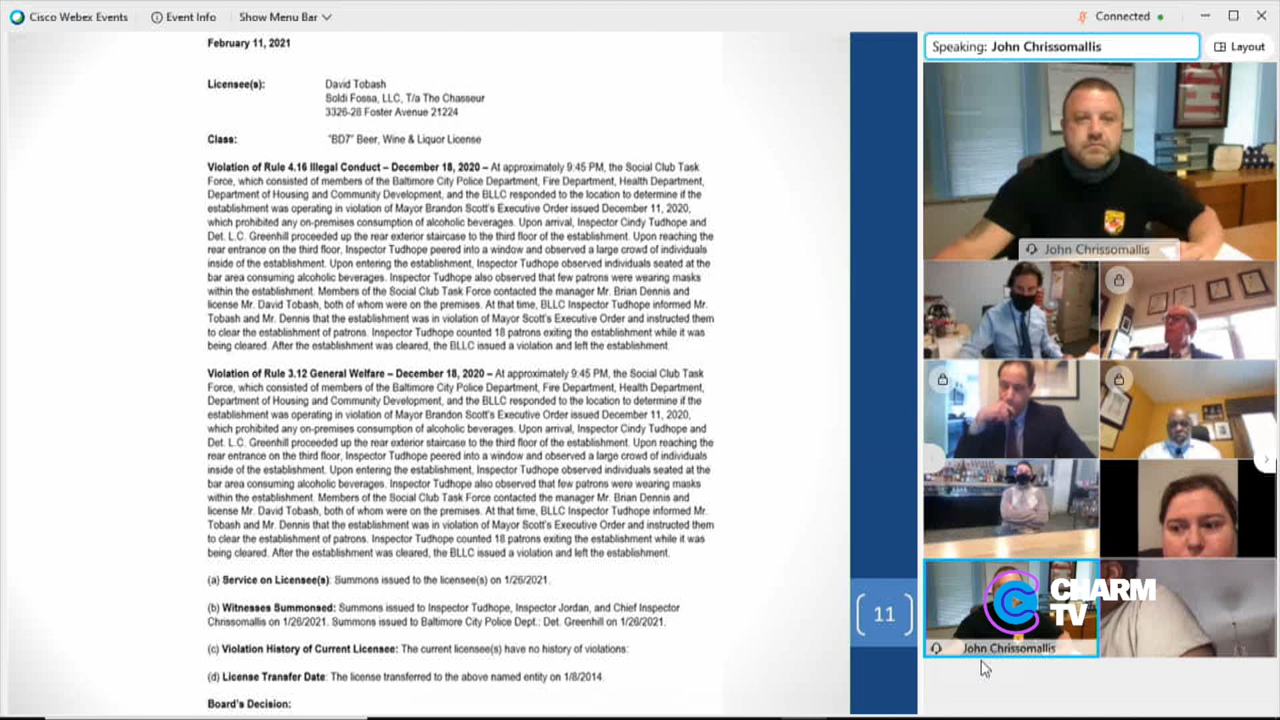 Cisco Webex Events
Event Info
Show Menu Bar
Connected
February 11, 2021
Licensee(s): David Tobash
Soldi Fossa, LLC, T/a The Chasseur
3326-28 Foster Avenue 21224
Class: "BD7" Beer, Wine & Liquor License
Violation of Rule 4.16 Illegal Conduct – December 18, 2020 – At approximately 9:45 PM, the Social Club Task
Force, which consisted of members of the Baltimore City Police Department, Fire Department, Health Department,
Department of Housing and Community Development, and the BLLC responded to the location to determine if the
establishment was operating in violation of Mayor Brandon Scott's Executive Order issued December 11, 2020,
which prohibited any on-premises consumption of alcoholic beverages. Upon arrival, Inspector Cindy Tudhope and
Det. L.C. Greenhill proceeded up the rear exterior staircase to the third floor of the establishment. Upon reaching the
rear entrance on the third floor, Inspector Tudhope peered into a window and observed a large crowd of individuals
inside of the establishment. Upon entering the establishment, Inspector Tudhope observed individuals seated at the
bar area consuming alcoholic beverages. Inspector Tudhope also observed that few patrons were wearing masks
within the establishment. Members of the Social Club Task Force contacted the manager Mr. Brian Dennis and
license Mr. David Tobash, both of whom were on the premises. At that time, BLLC Inspector Tudhope informed Mr.
Tobash and Mr. Dennis that the establishment was in violation of Mayor Scott's Executive Order and instructed them
to clear the establishment of patrons. Inspector Tudhope counted 18 patrons exiting the establishment while it was
being cleared. After the establishment was cleared, the BLLC issued a violation and left the establishment.
Violation of Rule 3.12 General Welfare – December 18, 2020 – At approximately 9:45 PM, the Social Club Task
Force, which consisted of members of the Baltimore City Police Department, Fire Department, Health Department,
Department of Housing and Community Development, and the BLLC responded to the location to determine if the
establishment was operating in violation of Mayor Brandon Scott's Executive Order issued December 11, 2020,
which prohibited any on-premises consumption of alcoholic beverages. Upon arrival, Inspector Cindy Tudhope and
Det. L.C. Greenhill proceeded up the rear exterior staircase to the third floor of the establishment. Upon reaching the
rear entrance on the third floor, Inspector Tudhope peered into a window and observed a large crowd of individuals
inside of the establishment. Upon entering the establishment, Inspector Tudhope observed individuals seated at the
bar area consuming alcoholic beverages. Inspector Tudhope also observed that few patrons were wearing masks
within the establishment. Members of the Social Club Task Force contacted the manager Mr. Brian Dennis and
license Mr. David Tobash, both of whom were on the premises. At that time, BLLC Inspector Tudhope informed Mr.
Tobash and Mr. Dennis that the establishment was in violation of Mayor Scott's Executive Order and instructed them
to clear the establishment of patrons. Inspector Tudhope counted 18 patrons exiting the establishment while it was
being cleared. After the establishment was cleared, the BLLC issued a violation and left the establishment.
(a) Service on Licensee(s): Summons issued to the licensee(s) on 1/26/2021.
(b) Witnesses Summonsed: Summons issued to Inspector Tudhope, Inspector Jordan, and Chief Inspector
Chrissomallis on 1/26/2021. Summons issued to Baltimore City Police Dept.: Det. Greenhill on 1/26/2021.
(c) Violation History of Current Licensee: The current licensee(s) have no history of violations:
(d) License Transfer Date: The license transferred to the above named entity on 1/8/2014.
Board's Decision:
11
Speaking: John Chrissomallis
Layout
John Chrissomallis
CHARM
TV
John Chrissomallis